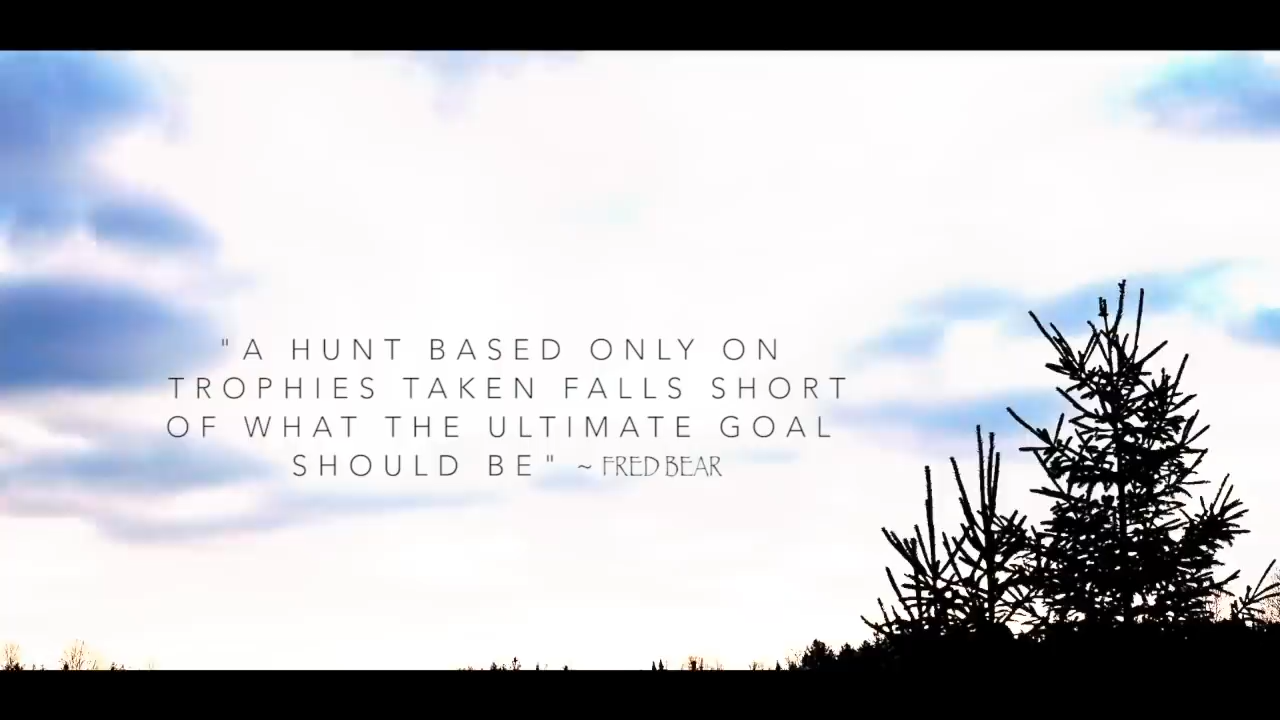 "A HUNT BASED ONLY ON
TROPHIES TAKEN FALLS SHORT
OF WHAT THE ULTIMATE GOAL
SHOULD BE" ~ FRED BEAR